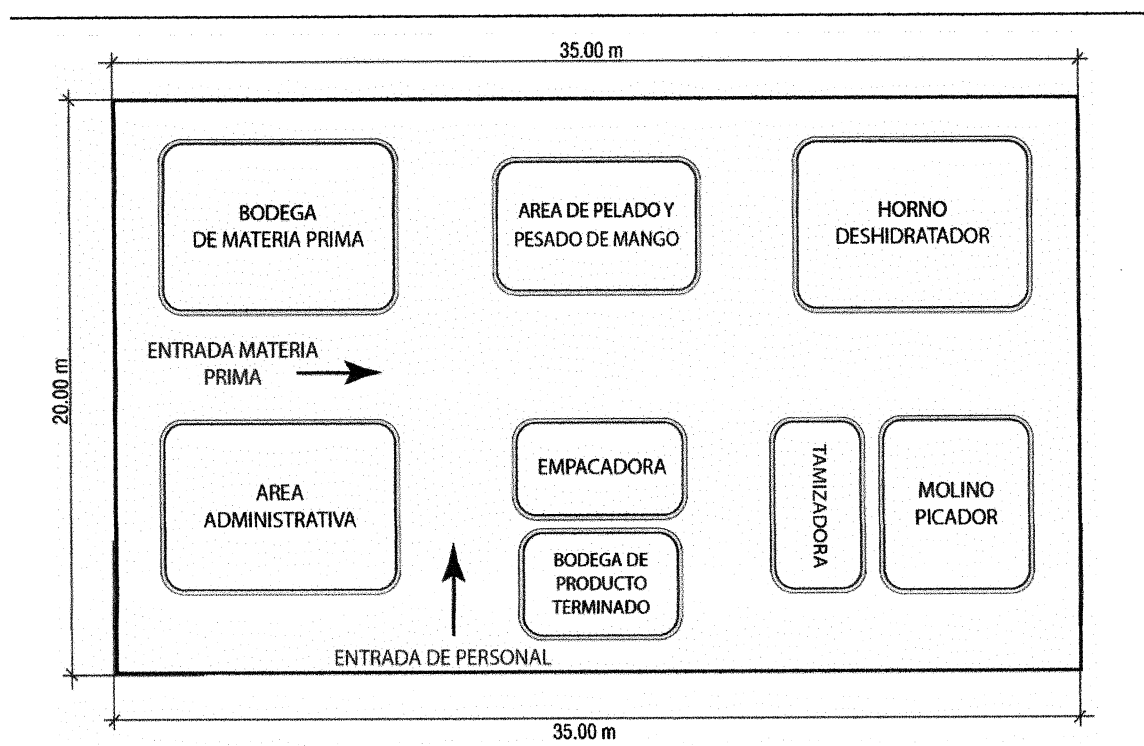 35.00 m
BODEGA
DE MATERIA PRIMA
AREA DE PELADO Y
PESADO DE MANGO
HORNO
DESHIDRATADOR
20.00 m
ENTRADA MATERIA
PRIMA
AREA
ADMINISTRATIVA
EMPACADORA
TAMIZADORA
MOLINO
PICADOR
BODEGA DE
PRODUCTO
TERMINADO
ENTRADA DE PERSONAL
35.00 m